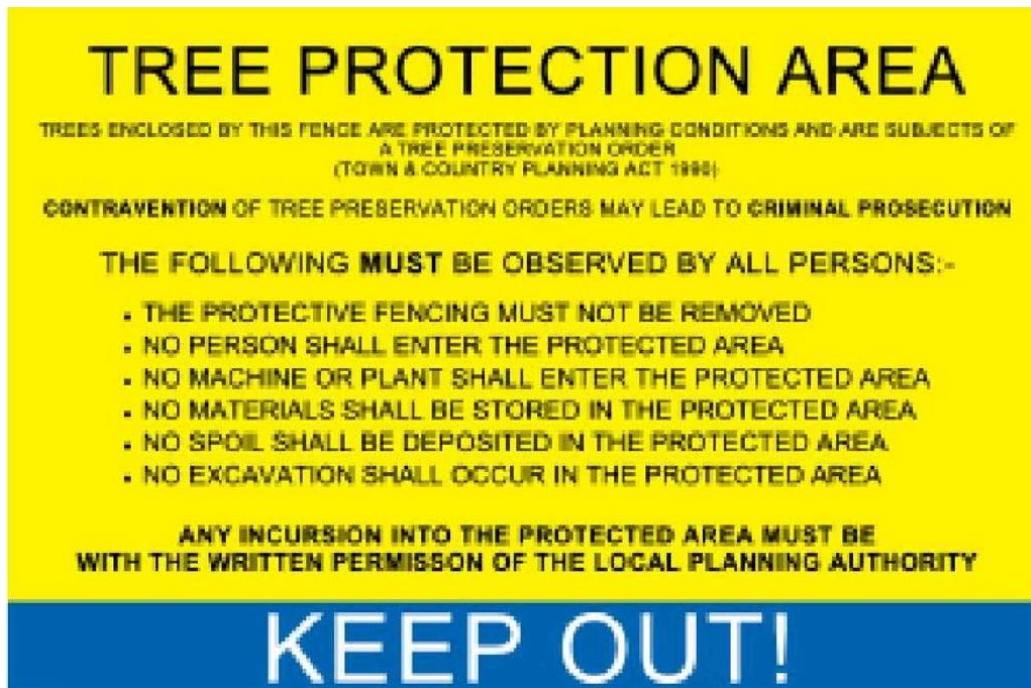 TREE PROTECTION AREA
TREES ENCLOSED BY THIS FENCE ARE PROTECTED BY PLANNING CONDITIONS AND ARE SUBJECTS OF
A TREE PRESERVATION ORDER
(TOWN & COUNTRY PLANNING ACT 1990)
CONTRAVENTION OF TREE PRESERVATION ORDERS MAY LEAD TO CRIMINAL PROSECUTION
THE FOLLOWING MUST BE OBSERVED BY ALL PERSONS:-
• THE PROTECTIVE FENCING MUST NOT BE REMOVED
• NO PERSON SHALL ENTER THE PROTECTED AREA
• NO MACHINE OR PLANT SHALL ENTER THE PROTECTED AREA
• NO MATERIALS SHALL BE STORED IN THE PROTECTED AREA
• NO SPOIL SHALL BE DEPOSITED IN THE PROTECTED AREA
• NO EXCAVATION SHALL OCCUR IN THE PROTECTED AREA
ANY INCURSION INTO THE PROTECTED AREA MUST BE
WITH THE WRITTEN PERMISSON OF THE LOCAL PLANNING AUTHORITY
KEEP OUT!